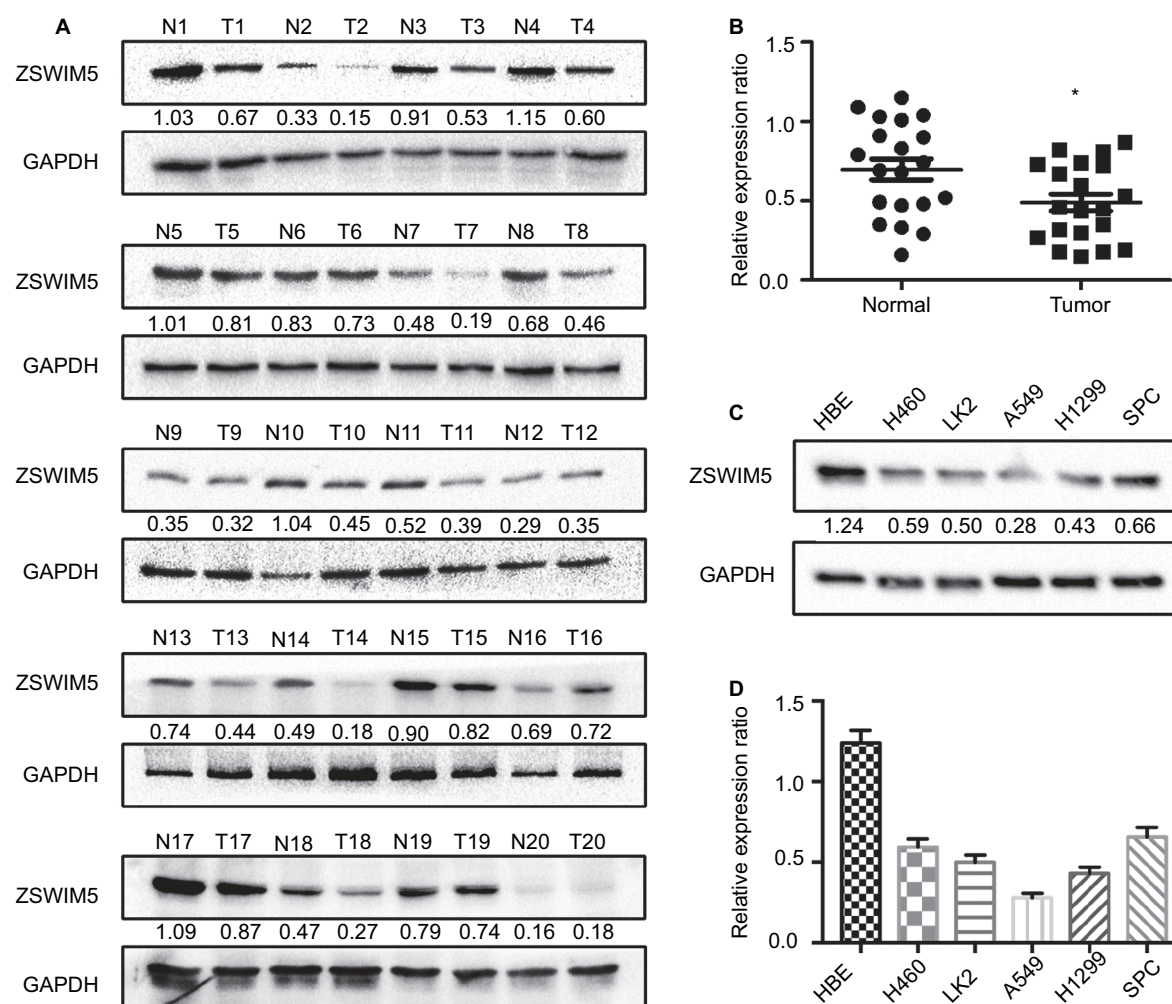 A
N1 T1 N2 T2 N3 T3 N4 T4
ZSWIM5
1.03 0.67 0.33 0.15 0.91 0.53 1.15 0.60
GAPDH
N5 T5 N6 T6 N7 T7 N8 T8
ZSWIM5
1.01 0.81 0.83 0.73 0.48 0.19 0.68 0.46
GAPDH
N9 T9 N10 T10 N11 T11 N12 T12
ZSWIM5
0.35 0.32 1.04 0.45 0.52 0.39 0.29 0.35
GAPDH
N13 T13 N14 T14 N15 T15 N16 T16
ZSWIM5
0.74 0.44 0.49 0.18 0.90 0.82 0.69 0.72
GAPDH
N17 T17 N18 T18 N19 T19 N20 T20
ZSWIM5
1.09 0.87 0.47 0.27 0.79 0.74 0.16 0.18
GAPDH
B
Relative expression ratio
1.5
1.0
0.5
0.0
*
Normal Tumor
C
HBE H460 LK2 A549 H1299 SPC
ZSWIM5
1.24 0.59 0.50 0.28 0.43 0.66
GAPDH
D
Relative expression ratio
1.5
1.0
0.5
0.0
HBE H460 LK2 A549 H1299 SPC